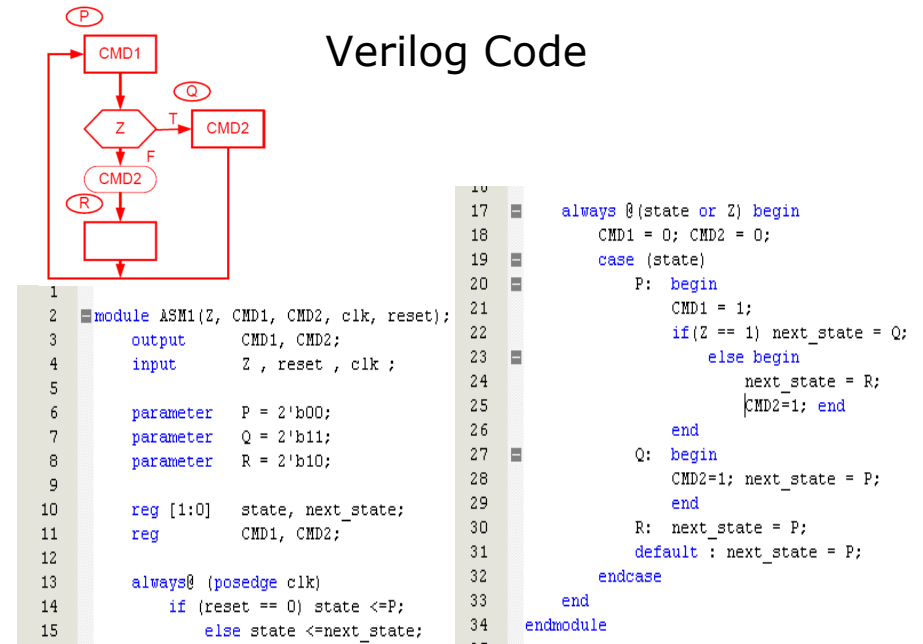 Verilog Code
P
CMD1
Q
Z
T
CMD2
F
CMD2
R
1
2 module ASM1(Z, CMD1, CMD2, clk, reset);
3 output CMD1, CMD2;
4 input Z , reset , clk ;
5
6 parameter P = 2'b00;
7 parameter Q = 2'b11;
8 parameter R = 2'b10;
9
10 reg [1:0] state, next_state;
11 reg CMD1, CMD2;
12
13 always@ (posedge clk)
14 if (reset == 0) state <=P;
15 else state <=next_state;
16
17 always @(state or Z) begin
18 CMD1 = 0; CMD2 = 0;
19 case (state)
20 P: begin
21 CMD1 = 1;
22 if(Z == 1) next_state = Q;
23 else begin
24 next_state = R;
25 CMD2=1; end
26 end
27 Q: begin
28 CMD2=1; next_state = P;
29 end
30 R: next_state = P;
31 default : next_state = P;
32 endcase
33 end
34 endmodule